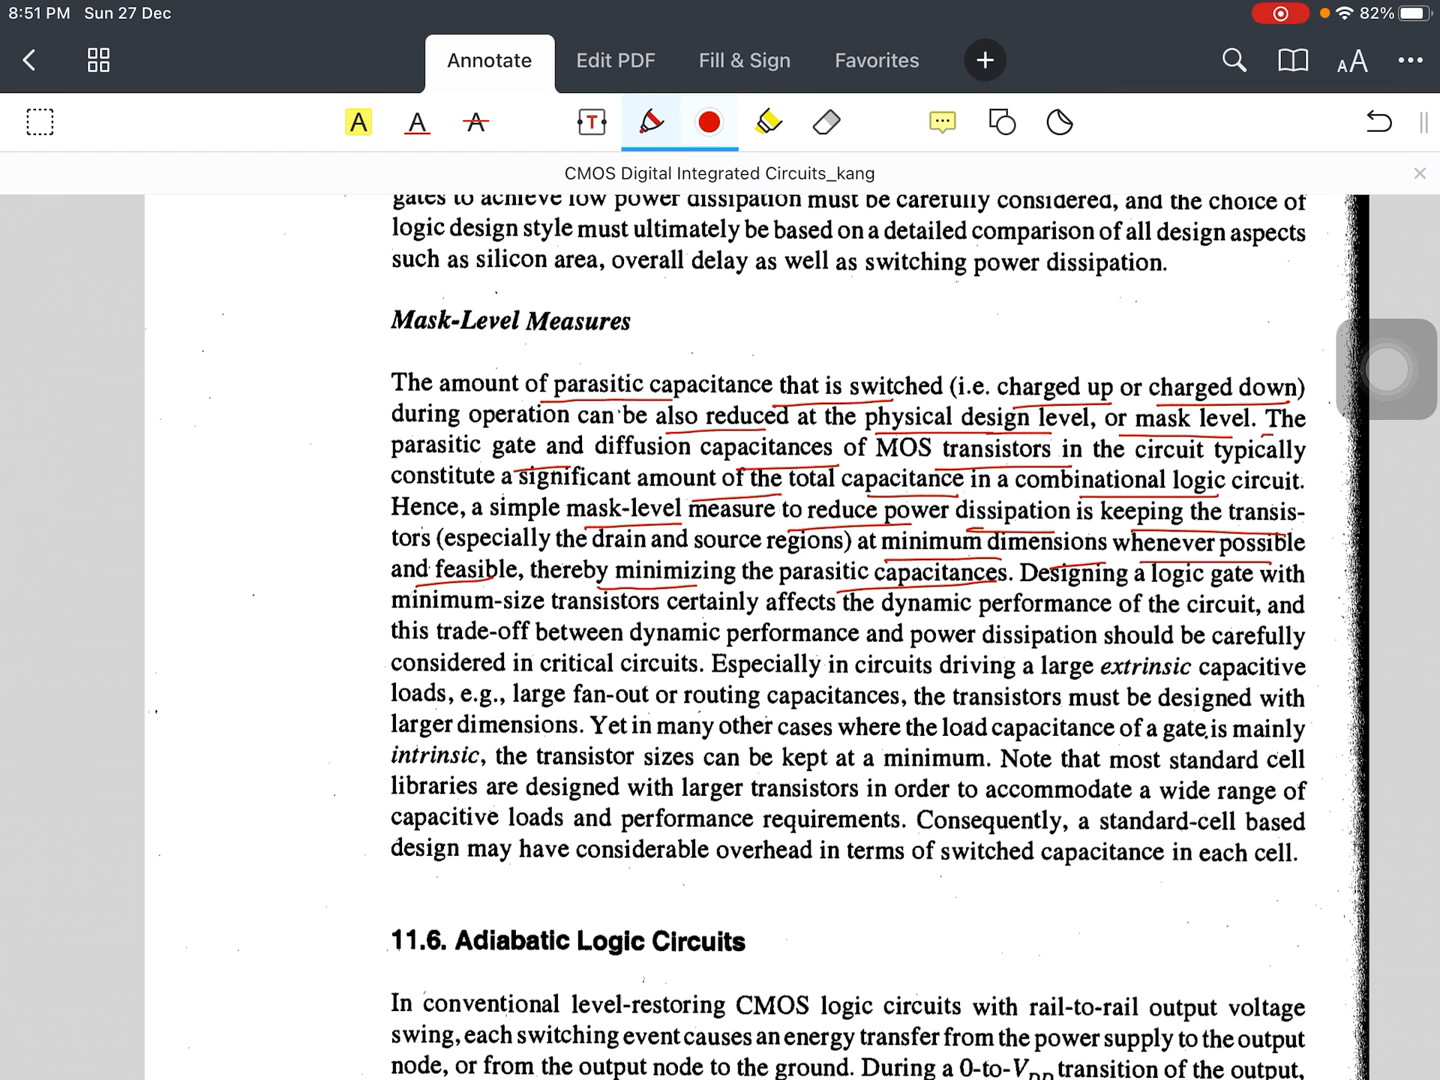 8:51 PM Sun 27 Dec
82%
Annotate
Edit PDF
Fill & Sign
Favorites
AA
A
A
A
T
CMOS Digital Integrated Circuits_kang
gates to achieve low power dissipation must be carefully considered, and the choice of
logic design style must ultimately be based on a detailed comparison of all design aspects
such as silicon area, overall delay as well as switching power dissipation.
Mask-Level Measures
The amount of parasitic capacitance that is switched (i.e. charged up or charged down)
during operation can be also reduced at the physical design level, or mask level. The
parasitic gate and diffusion capacitances of MOS transistors in the circuit typically
constitute a significant amount of the total capacitance in a combinational logic circuit.
Hence, a simple mask-level measure to reduce power dissipation is keeping the transis-
tors (especially the drain and source regions) at minimum dimensions whenever possible
and feasible, thereby minimizing the parasitic capacitances. Designing a logic gate with
minimum-size transistors certainly affects the dynamic performance of the circuit, and
this trade-off between dynamic performance and power dissipation should be carefully
considered in critical circuits. Especially in circuits driving a large extrinsic capacitive
loads, e.g., large fan-out or routing capacitances, the transistors must be designed with
larger dimensions. Yet in many other cases where the load capacitance of a gate is mainly
intrinsic, the transistor sizes can be kept at a minimum. Note that most standard cell
libraries are designed with larger transistors in order to accommodate a wide range of
capacitive loads and performance requirements. Consequently, a standard-cell based
design may have considerable overhead in terms of switched capacitance in each cell.
11.6. Adiabatic Logic Circuits
In conventional level-restoring CMOS logic circuits with rail-to-rail output voltage
swing, each switching event causes an energy transfer from the power supply to the output
node, or from the output node to the ground. During a 0-to-VDD transition of the output,